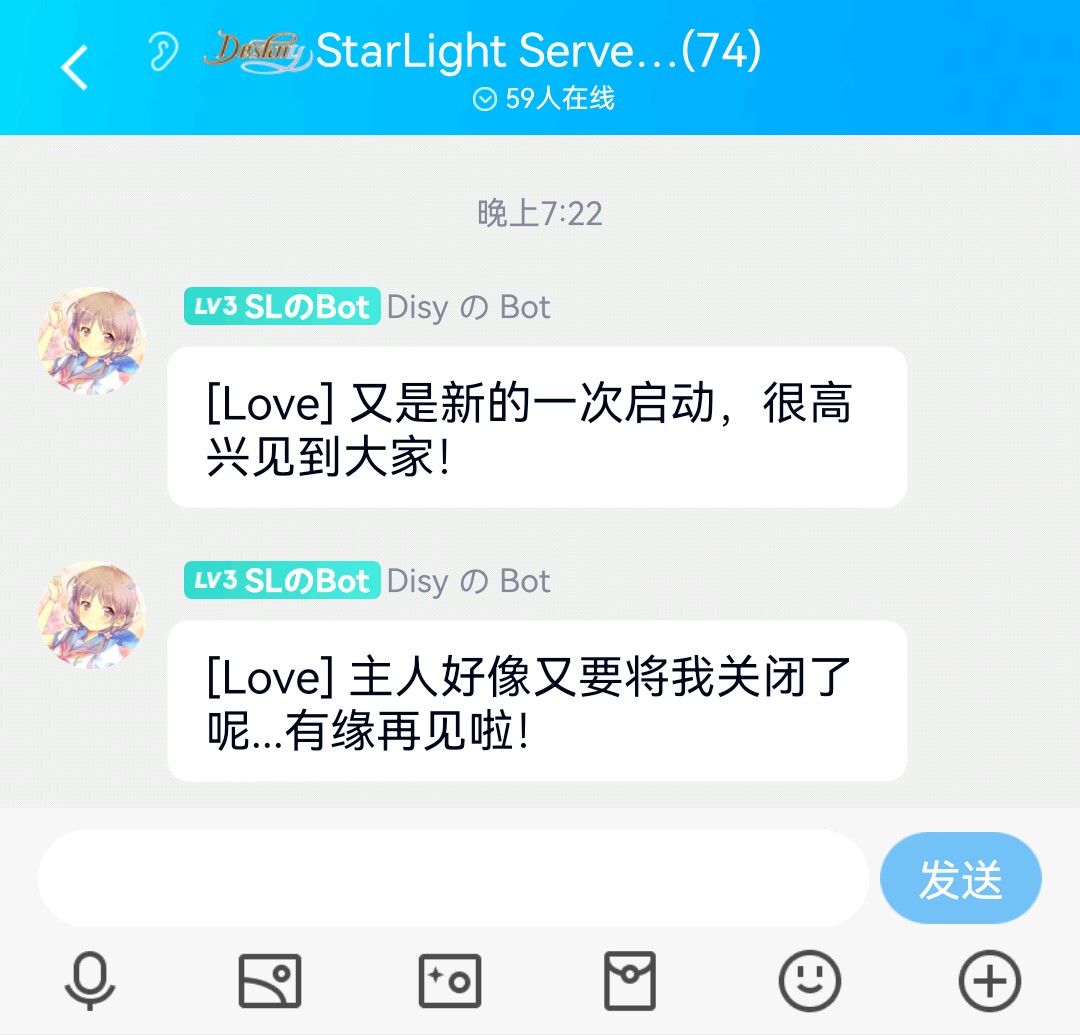 Destiny StarLight Serve...(74)
59人在线
晚上7:22
LV3 SLのBot Disy の Bot
[Love] 又是新的一次启动，很高
兴见到大家！
LV3 SLのBot Disy の Bot
[Love] 主人好像又要将我关闭了
呢...有缘再见啦！
发送